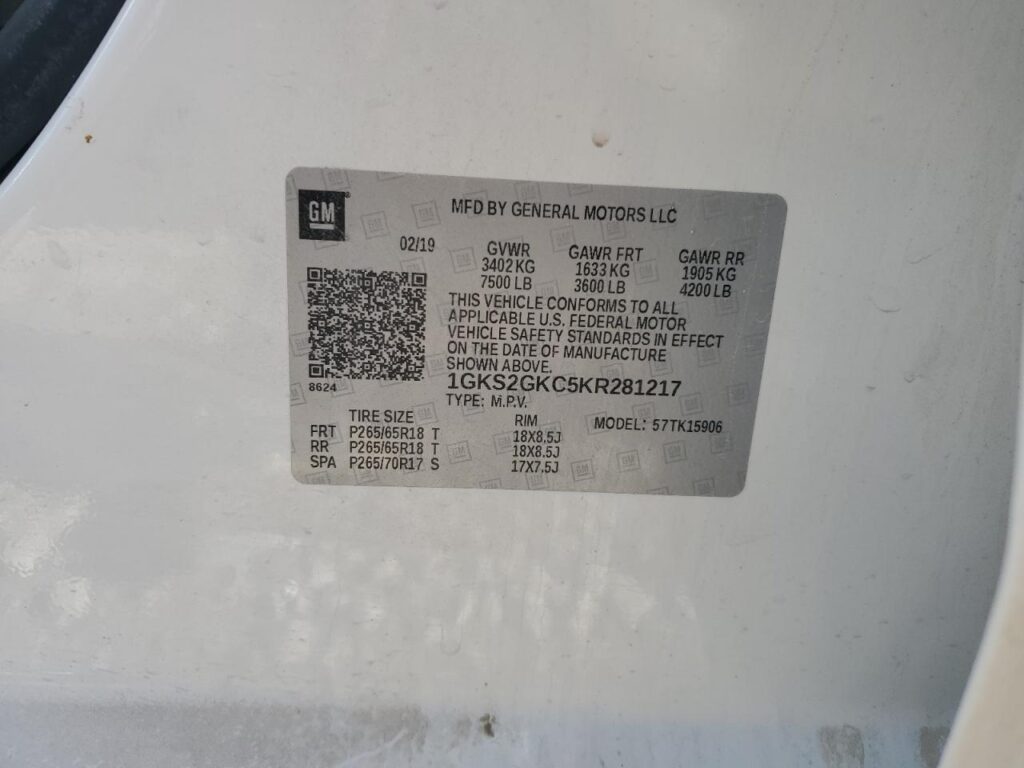 GM
MFD BY GENERAL MOTORS LLC
02/19 GVWR GAWR FRT GAWR RR
3402 KG 1633 KG 1905 KG
7500 LB 3600 LB 4200 LB
THIS VEHICLE CONFORMS TO ALL
APPLICABLE U.S. FEDERAL MOTOR
VEHICLE SAFETY STANDARDS IN EFFECT
ON THE DATE OF MANUFACTURE
SHOWN ABOVE.
8624
1GKS2GKC5KR281217
TYPE: M.P.V.
MODEL: 57TK15906
TIRE SIZE RIM
FRT P265/65R18 T 18X8.5J
RR P265/65R18 T 18X8.5J
SPA P265/70R17 S 17X7.5J